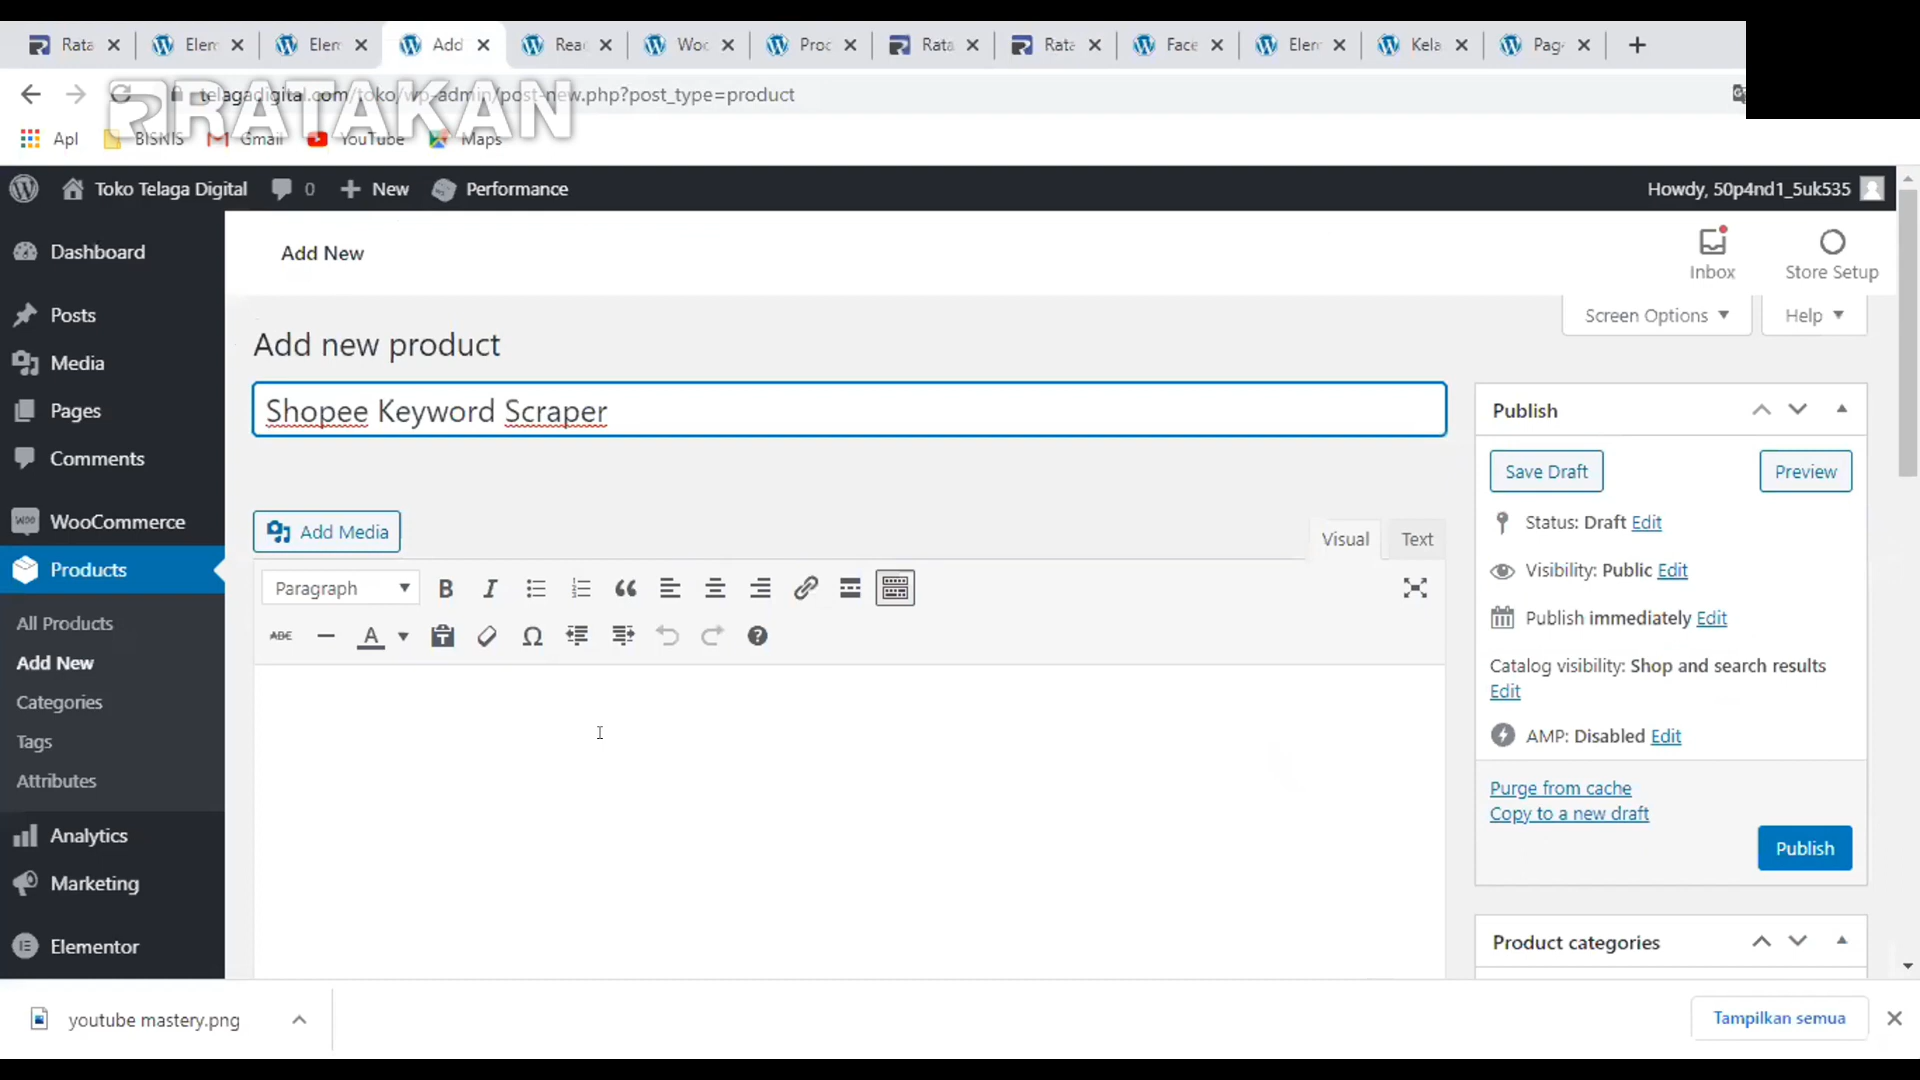 Rata
Elem
Elem
Add
Rea
Woc
Proc
Rata
Rata
Face
Elem
Kela
Pag
telagadigital.com/toko/wp-admin/post-new.php?post_type=product
RATAKAN
Apl
BISNIS
Gmail
YouTube
Maps
Toko Telaga Digital
0
New
Performance
Howdy, 50p4nd1_5uk535
Dashboard
Posts
Media
Pages
Comments
WooCommerce
Products
All Products
Add New
Categories
Tags
Attributes
Analytics
Marketing
Elementor
Add New
Inbox
Store Setup
Screen Options
Help
Add new product
Shopee Keyword Scraper
Add Media
Visual
Text
Paragraph
ABC
Publish
Save Draft
Preview
Status: Draft Edit
Visibility: Public Edit
Publish immediately Edit
Catalog visibility: Shop and search results
Edit
AMP: Disabled Edit
Purge from cache
Copy to a new draft
Publish
Product categories
youtube mastery.png
Tampilkan semua